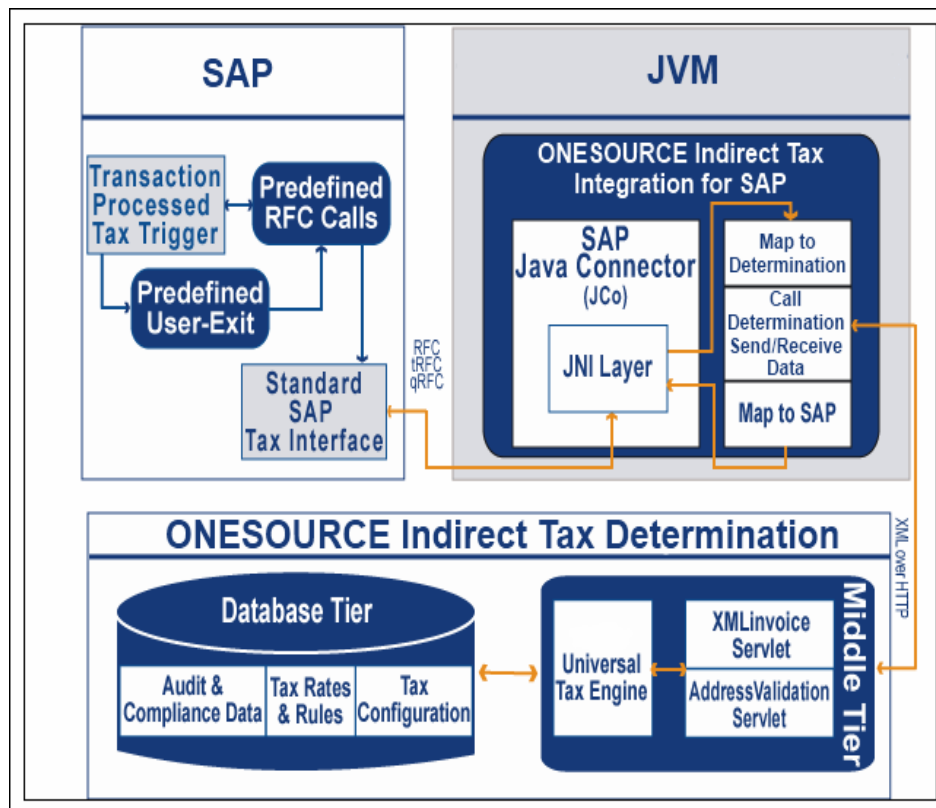 SAP
Transaction
Processed
Tax Trigger
Predefined
RFC Calls
Predefined
User-Exit
Standard
SAP
Tax Interface
RFC
tRFC
qRFC
JVM
ONESOURCE Indirect Tax
Integration for SAP
SAP
Java Connector
(JCo)
JNI Layer
Map to
Determination
Call
Determination
Send/Receive
Data
Map to SAP
XML over HTTP
ONESOURCE Indirect Tax Determination
Database Tier
Audit &
Compliance Data
Tax Rates
& Rules
Tax
Configuration
Universal
Tax Engine
XMLinvoice
Servlet
AddressValidation
Servlet
Middle Tier